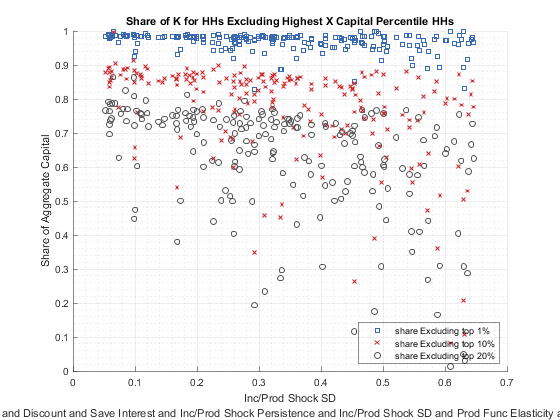 Share of K for HHs Excluding Highest X Capital Percentile HHs
1
0.9
0.8
0.7
0.6
0.5
0.4
0.3
0.2
0.1
0
Share of Aggregate Capital
share Excluding top 1%
share Excluding top 10%
share Excluding top 20%
0 0.1 0.2 0.3 0.4 0.5 0.6 0.7
Inc/Prod Shock SD
and Discount and Save Interest and Inc/Prod Shock Persistence and Inc/Prod Shock SD and Prod Func Elasticity